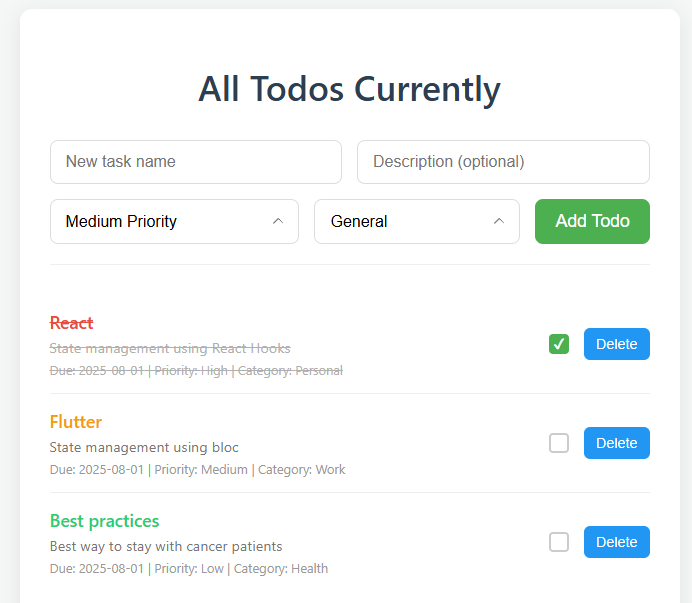 All Todos Currently
New task name Description (optional)
Medium Priority General Add Todo
React
State management using React Hooks
Due: 2025-08-01 | Priority: High | Category: Personal
Delete
Flutter
State management using bloc
Due: 2025-08-01 | Priority: Medium | Category: Work
Delete
Best practices
Best way to stay with cancer patients
Due: 2025-08-01 | Priority: Low | Category: Health
Delete